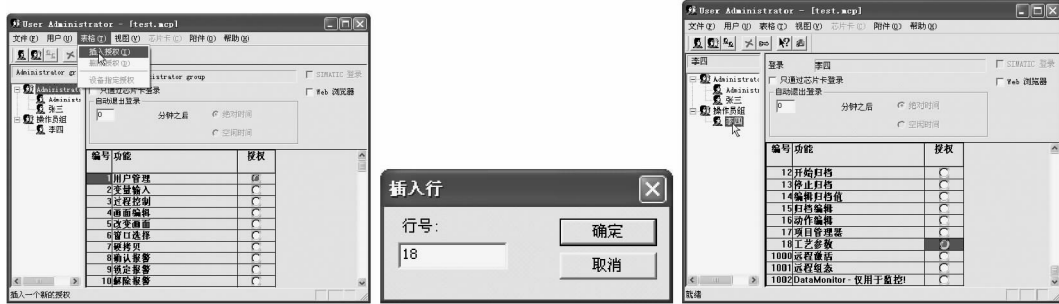 User Administrator - [test.mcp]
文件(F) 用户(U) 表格(T) 视图(V) 芯片卡(C) 附件(O) 帮助(H)
插入授权(I)
删除授权(D)
设备指定授权
Administrator gr
istrator group
SIMATIC 登录
只通过芯片卡登录
Web 浏览器
自动退出登录
0
分钟之后
绝对时间
空闲时间
Administrato
Administr
张三
操作员组
李四
编号 功能 授权
1 用户管理
2 变量输入
3 过程控制
4 画面编辑
5 改变画面
6 窗口选择
7 硬拷贝
8 确认报警
9 锁定报警
10 解除报警
插入一个新的授权
插入行
行号:
18
确定
取消
User Administrator - [test.mcp]
文件(F) 用户(U) 表格(T) 视图(V) 芯片卡(C) 附件(O) 帮助(H)
李四
登录 李四
SIMATIC 登录
只通过芯片卡登录
Web 浏览器
自动退出登录
0
分钟之后
绝对时间
空闲时间
Administrato
Administr
张三
操作员组
李四
编号 功能 授权
12 开始归档
13 停止归档
14 编辑归档值
15 归档编辑
16 动作编辑
17 项目管理器
18 工艺参数
1000 远程激活
1001 远程组态
1002 DataMonitor - 仅用于监控!
就绪